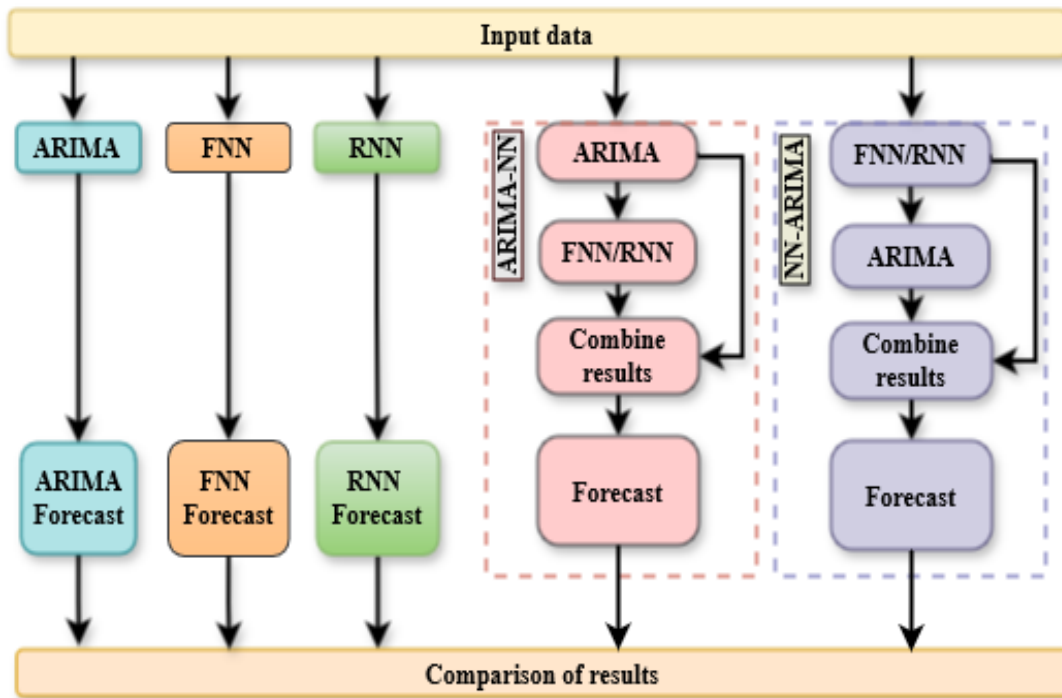 Input data
ARIMA
FNN
RNN
ARIMA-NN
ARIMA
FNN/RNN
Combine
results
Forecast
NN-ARIMA
FNN/RNN
ARIMA
Combine
results
Forecast
ARIMA
Forecast
FNN
Forecast
RNN
Forecast
Comparison of results